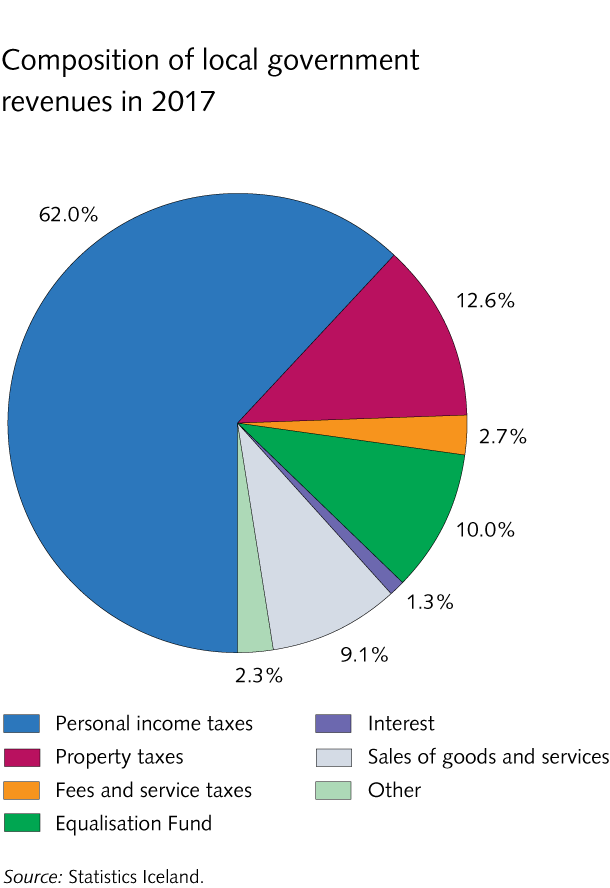 Composition of local government
revenues in 2017
62.0%
12.6%
2.7%
10.0%
1.3%
9.1%
2.3%
Personal income taxes
Property taxes
Fees and service taxes
Equalisation Fund
Interest
Sales of goods and services
Other
Source: Statistics Iceland.